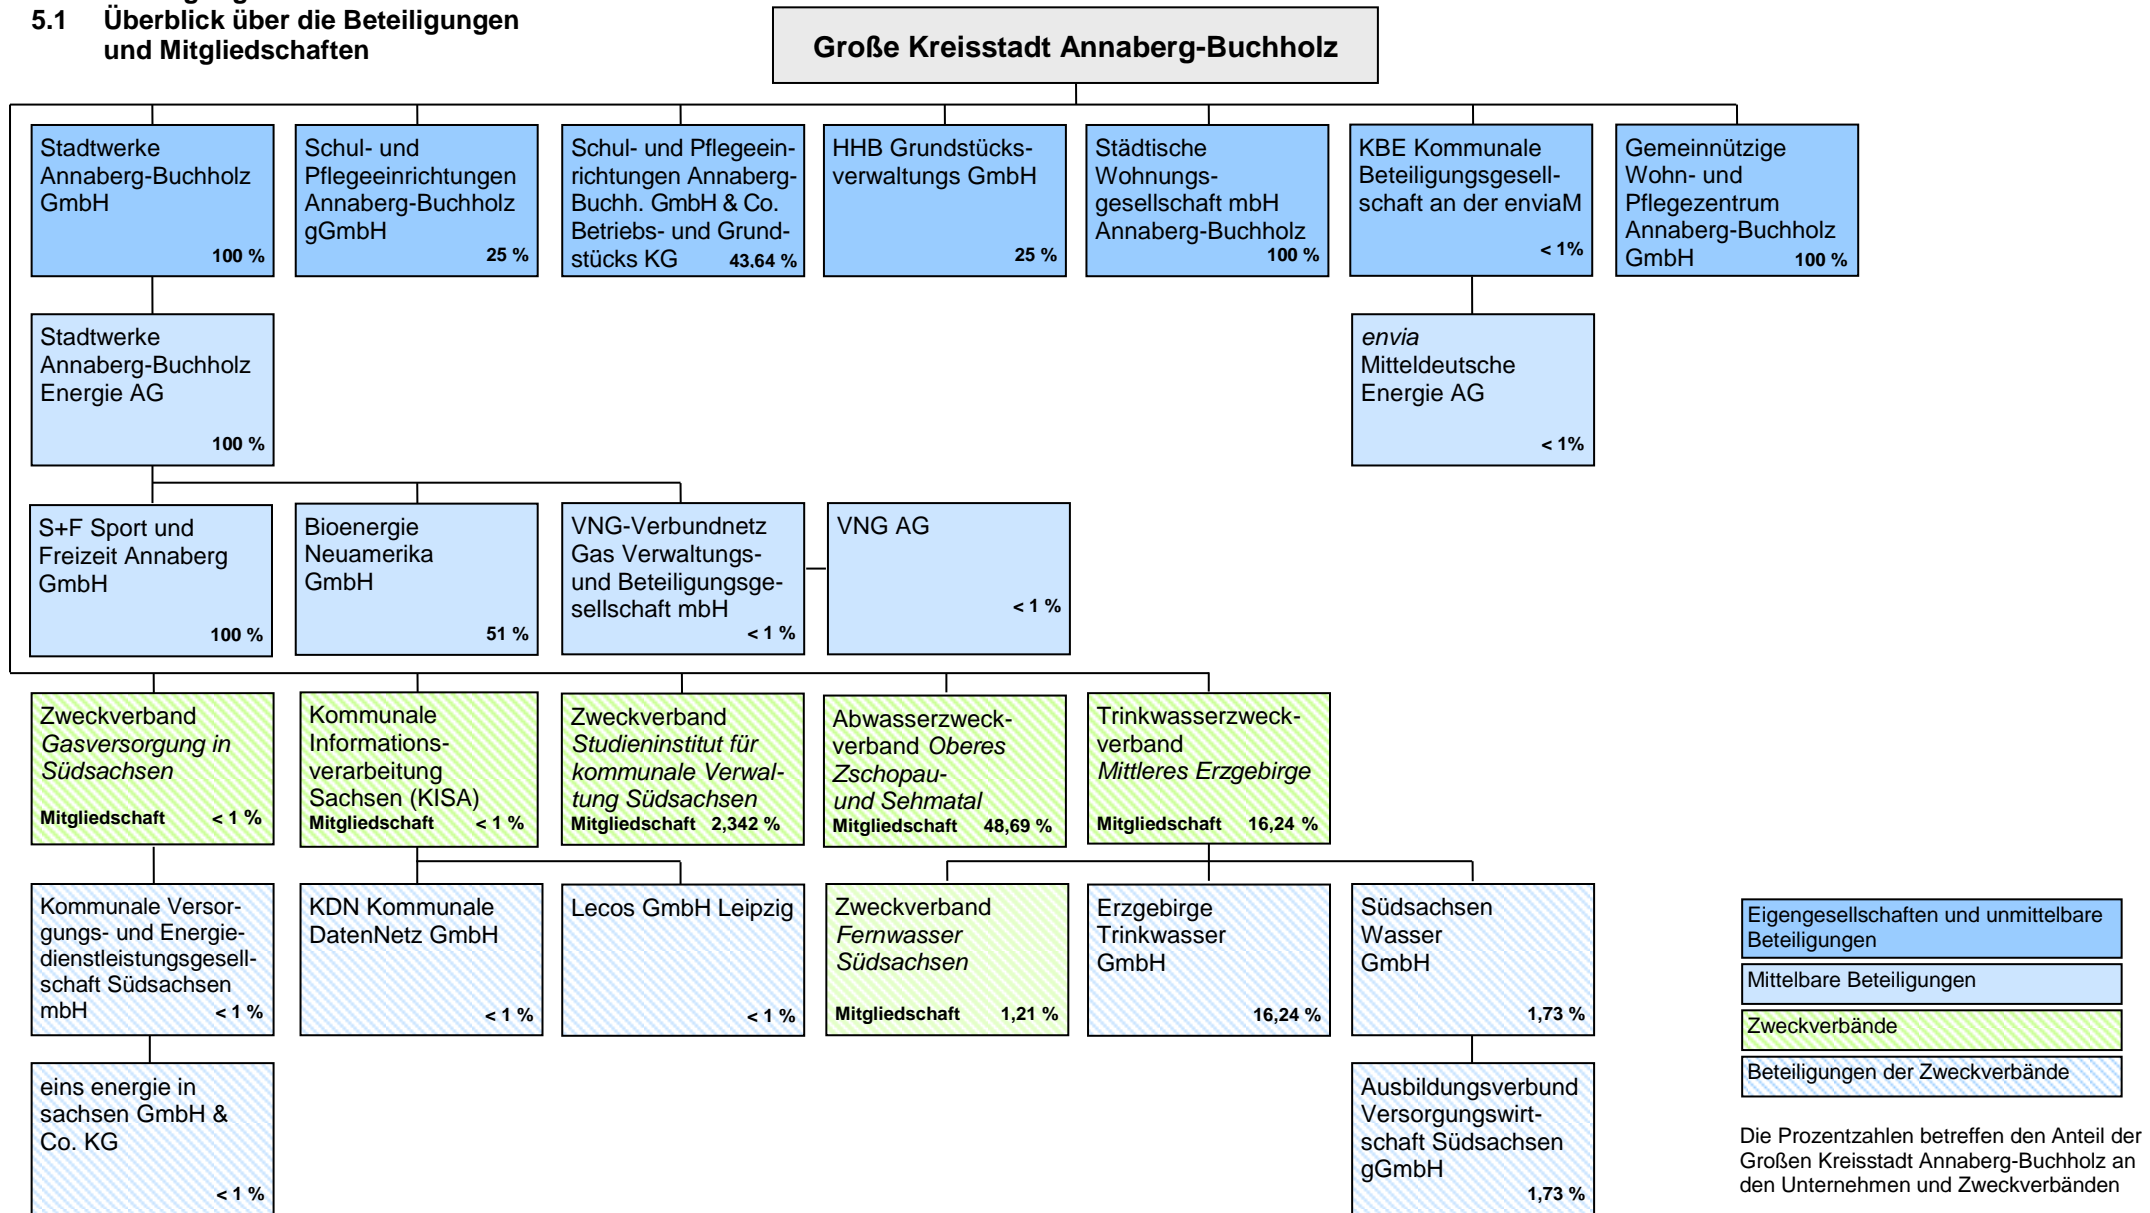 5.1 Überblick über die Beteiligungen
und Mitgliedschaften
Große Kreisstadt Annaberg-Buchholz
Stadtwerke
Annaberg-Buchholz
GmbH
100 %
Schul- und
Pflegeeinrichtungen
Annaberg-Buchholz
gGmbH
25 %
Schul- und Pflegeein-
richtungen Annaberg-
Buchh. GmbH & Co.
Betriebs- und Grund-
stücks KG 43,64 %
HHB Grundstücks-
verwaltungs GmbH
25 %
Städtische
Wohnungs-
gesellschaft mbH
Annaberg-Buchholz
100 %
KBE Kommunale
Beteiligungsgesell-
schaft an der enviaM
< 1%
Gemeinnützige
Wohn- und
Pflegezentrum
Annaberg-Buchholz
GmbH 100 %
Stadtwerke
Annaberg-Buchholz
Energie AG
100 %
envia
Mitteldeutsche
Energie AG
< 1%
S+F Sport und
Freizeit Annaberg
GmbH
100 %
Bioenergie
Neuamerika
GmbH
51 %
VNG-Verbundnetz
Gas Verwaltungs-
und Beteiligungsge-
sellschaft mbH
< 1 %
VNG AG
< 1 %
Zweckverband
Gasversorgung in
Südsachsen
Mitgliedschaft < 1 %
Kommunale
Informations-
verarbeitung
Sachsen (KISA)
Mitgliedschaft < 1 %
Zweckverband
Studieninstitut für
kommunale Verwal-
tung Südsachsen
Mitgliedschaft 2,342 %
Abwasserzweck-
verband Oberes
Zschopau-
und Sehmatal
Mitgliedschaft 48,69 %
Trinkwasserzweck-
verband
Mittleres Erzgebirge
Mitgliedschaft 16,24 %
Kommunale Versor-
gungs- und Energie-
dienstleistungsgesell-
schaft Südsachsen
mbH < 1 %
KDN Kommunale
DatenNetz GmbH
< 1 %
Lecos GmbH Leipzig
< 1 %
Zweckverband
Fernwasser
Südsachsen
Mitgliedschaft 1,21 %
Erzgebirge
Trinkwasser
GmbH
16,24 %
Südsachsen
Wasser
GmbH
1,73 %
eins energie in
sachsen GmbH &
Co. KG
< 1 %
Ausbildungsverbund
Versorgungswirt-
schaft Südsachsen
gGmbH
1,73 %
Eigengesellschaften und unmittelbare
Beteiligungen
Mittelbare Beteiligungen
Zweckverbände
Beteiligungen der Zweckverbände
Die Prozentzahlen betreffen den Anteil der
Großen Kreisstadt Annaberg-Buchholz an
den Unternehmen und Zweckverbänden